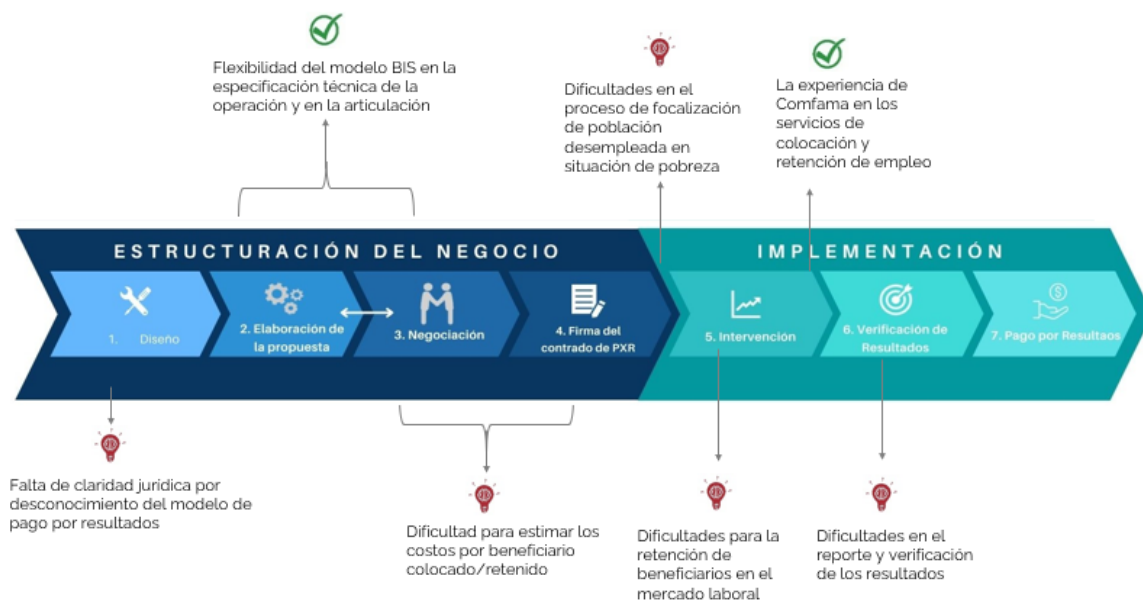 Flexibilidad del modelo BIS en la
especificación técnica de la
operación y en la articulación
Dificultades en el
proceso de focalización
de población
desempleada en
situación de pobreza
La experiencia de
Comfama en los
servicios de
colocación y
retención de empleo
ESTRUCTURACIÓN DEL NEGOCIO
IMPLEMENTACIÓN
1. Diseño
2. Elaboración de
la propuesta
3. Negociación
4. Firma del
contrado de PXR
5. Intervención
6. Verificación de
Resultados
7. Pago por Resultaos
Falta de claridad jurídica por
desconocimiento del modelo de
pago por resultados
Dificultad para estimar los
costos por beneficiario
colocado/retenido
Dificultades para la
retención de
beneficiarios en el
mercado laboral
Dificultades en el
reporte y verificación
de los resultados